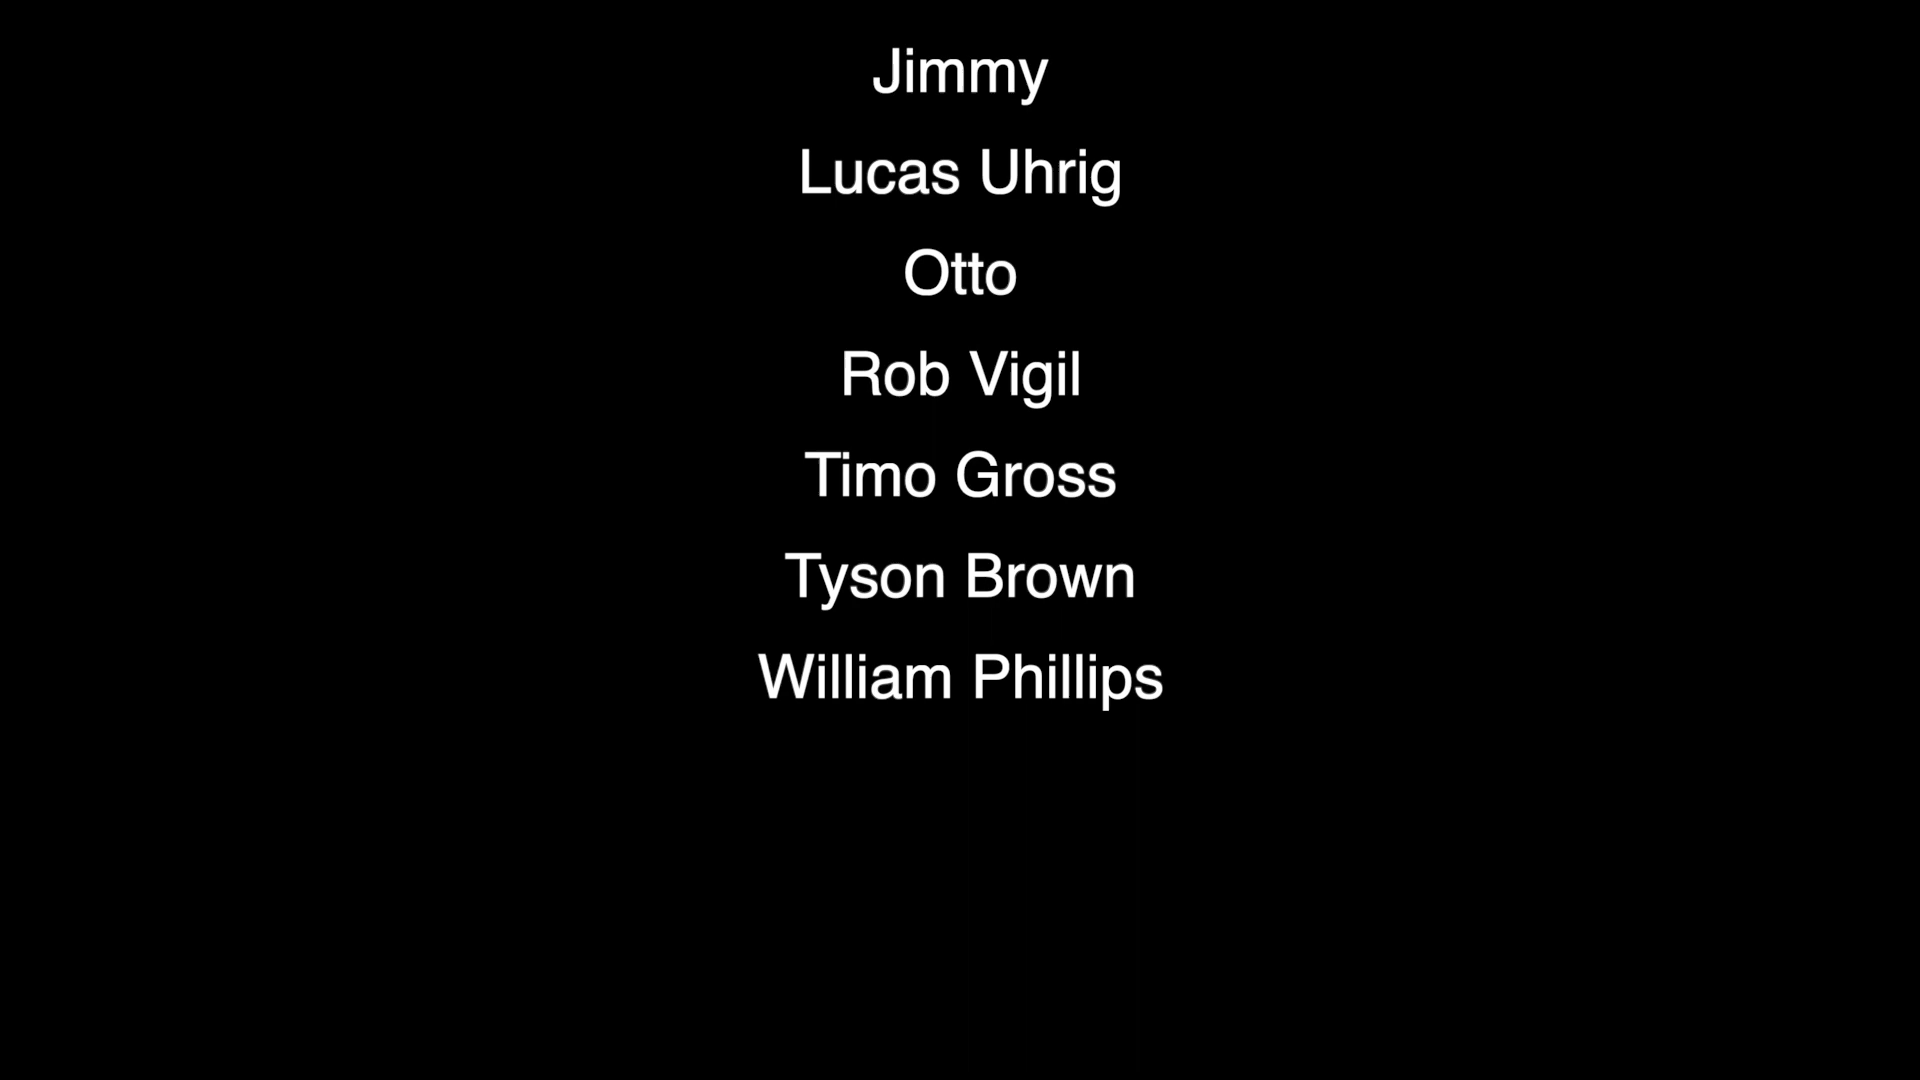 Jimmy
Lucas Uhrig
Otto
Rob Vigil
Timo Gross
Tyson Brown
William Phillips